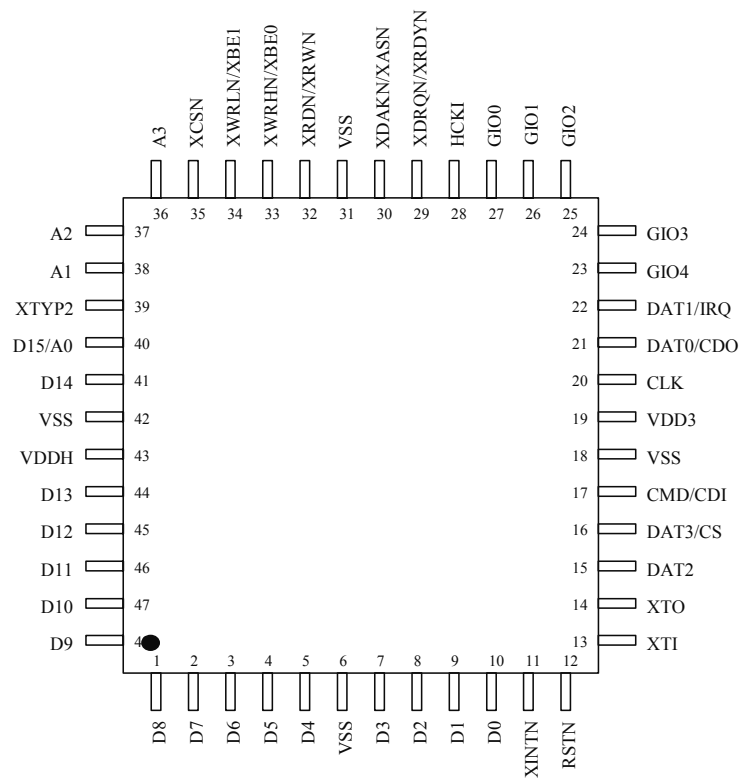 A3
XCSN
XWRLN/XBE1
XWRHN/XBE0
XRDN/XRWN
VSS
XDAKN/XASN
XDRQN/XRDYN
HCKI
GIO0
GIO1
GIO2
36 35 34 33 32 31 30 29 28 27 26 25
A2 37 24 GIO3
A1 38 23 GIO4
XTYP2 39 22 DAT1/IRQ
D15/A0 40 21 DAT0/CDO
D14 41 20 CLK
VSS 42 19 VDD3
VDDH 43 18 VSS
D13 44 17 CMD/CDI
D12 45 16 DAT3/CS
D11 46 15 DAT2
D10 47 14 XTO
D9 13 XTI
1 2 3 4 5 6 7 8 9 10 11 12
D8
D7
D6
D5
D4
VSS
D3
D2
D1
D0
XINTN
RSTN